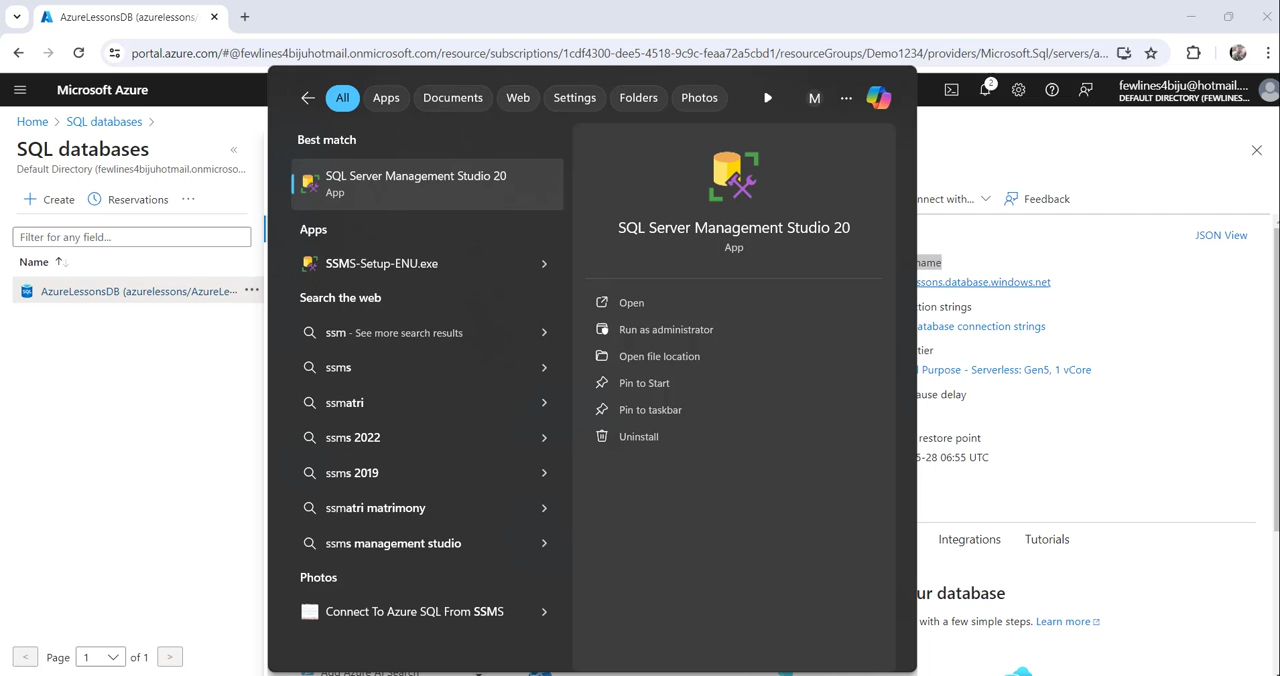 AzureLessonsDB (azurelessons/
portal.azure.com/#@fewlines4bijuhotmail.onmicrosoft.com/resource/subscriptions/1cdf4300-dee5-4518-9c9c-feaa72a5cbd1/resourceGroups/Demo1234/providers/Microsoft.Sql/servers/a...
Microsoft Azure
2
fewlines4biju@hotmail....
DEFAULT DIRECTORY (FEWLINES...
Home > SQL databases >
SQL databases
Default Directory (fewlines4bijuhotmail.onmicroso...
Create
Reservations
Filter for any field...
Name
AzureLessonsDB (azurelessons/AzureLe...
Page 1 of 1
All
Apps
Documents
Web
Settings
Folders
Photos
M
Best match
SQL Server Management Studio 20
App
Apps
SSMS-Setup-ENU.exe
Search the web
ssm - See more search results
ssms
ssmatri
ssms 2022
ssms 2019
ssmatri matrimony
ssms management studio
Photos
Connect To Azure SQL From SSMS
SQL Server Management Studio 20
App
Open
Run as administrator
Open file location
Pin to Start
Pin to taskbar
Uninstall
nnect with...
Feedback
JSON View
name
ssons.database.windows.net
tion strings
atabase connection strings
tier
l Purpose - Serverless: Gen5, 1 vCore
ause delay
restore point
5-28 06:55 UTC
Integrations
Tutorials
ur database
with a few simple steps. Learn more